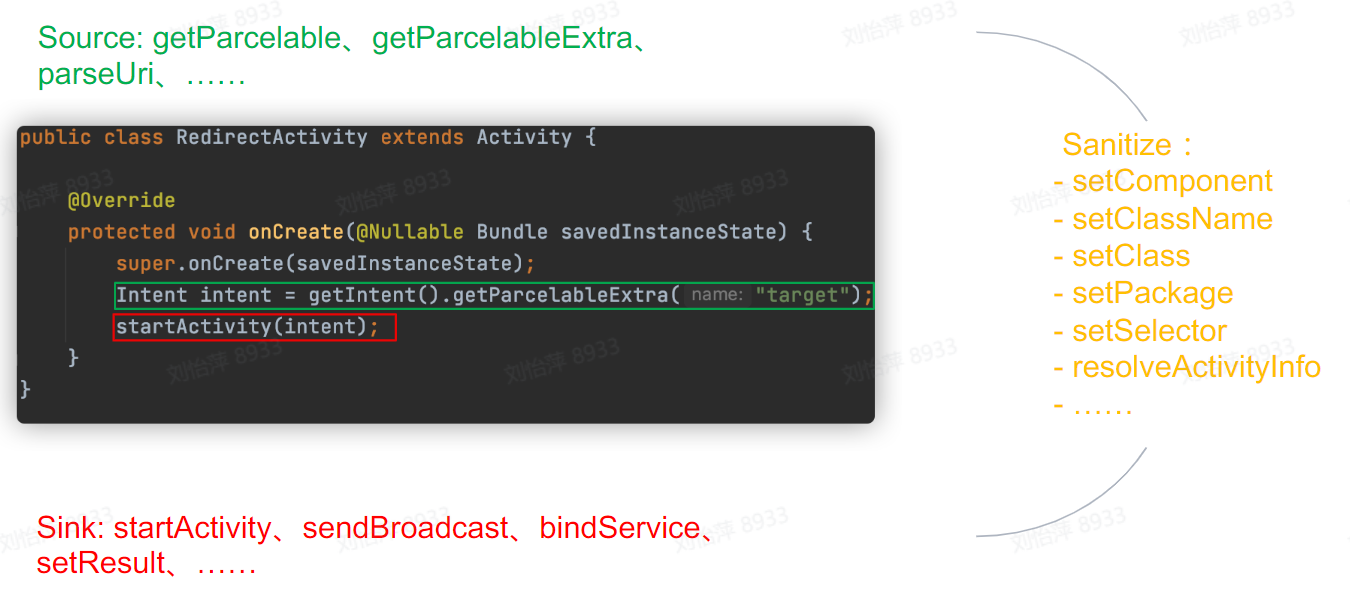 Source: getParcelable、getParcelableExtra、
parseUri、……
public class RedirectActivity extends Activity {
@Override
protected void onCreate(@Nullable Bundle savedInstanceState) {
super.onCreate(savedInstanceState);
Intent intent = getIntent().getParcelableExtra( name: "target");
startActivity(intent);
}
}
Sanitize：
- setComponent
- setClassName
- setClass
- setPackage
- setSelector
- resolveActivityInfo
- ……
Sink: startActivity、sendBroadcast、bindService、
setResult、……
刘怡萍 8933